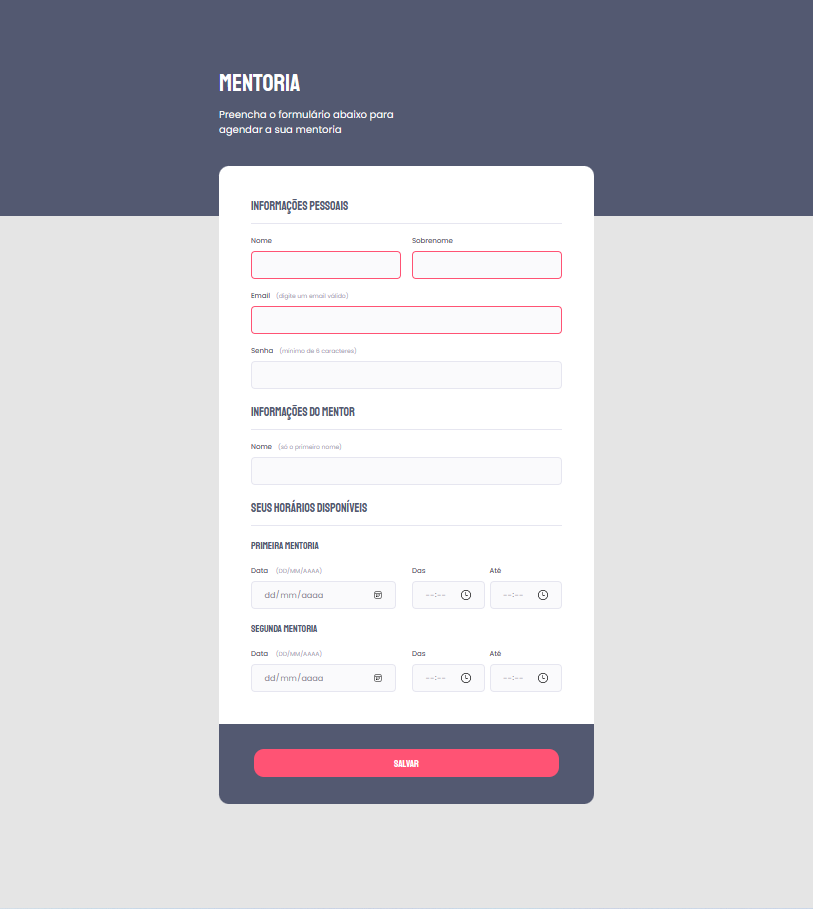 MENTORIA
Preencha o formulário abaixo para
agendar a sua mentoria
INFORMAÇÕES PESSOAIS
Nome Sobrenome
Email (digite um email válido)
Senha (mínimo de 6 caracteres)
INFORMAÇÕES DO MENTOR
Nome (só o primeiro nome)
SEUS HORÁRIOS DISPONÍVEIS
PRIMEIRA MENTORIA
Data (DD/MM/AAAA) Das Até
dd/mm/aaaa --:-- --:--
SEGUNDA MENTORIA
Data (DD/MM/AAAA) Das Até
dd/mm/aaaa --:-- --:--
SALVAR